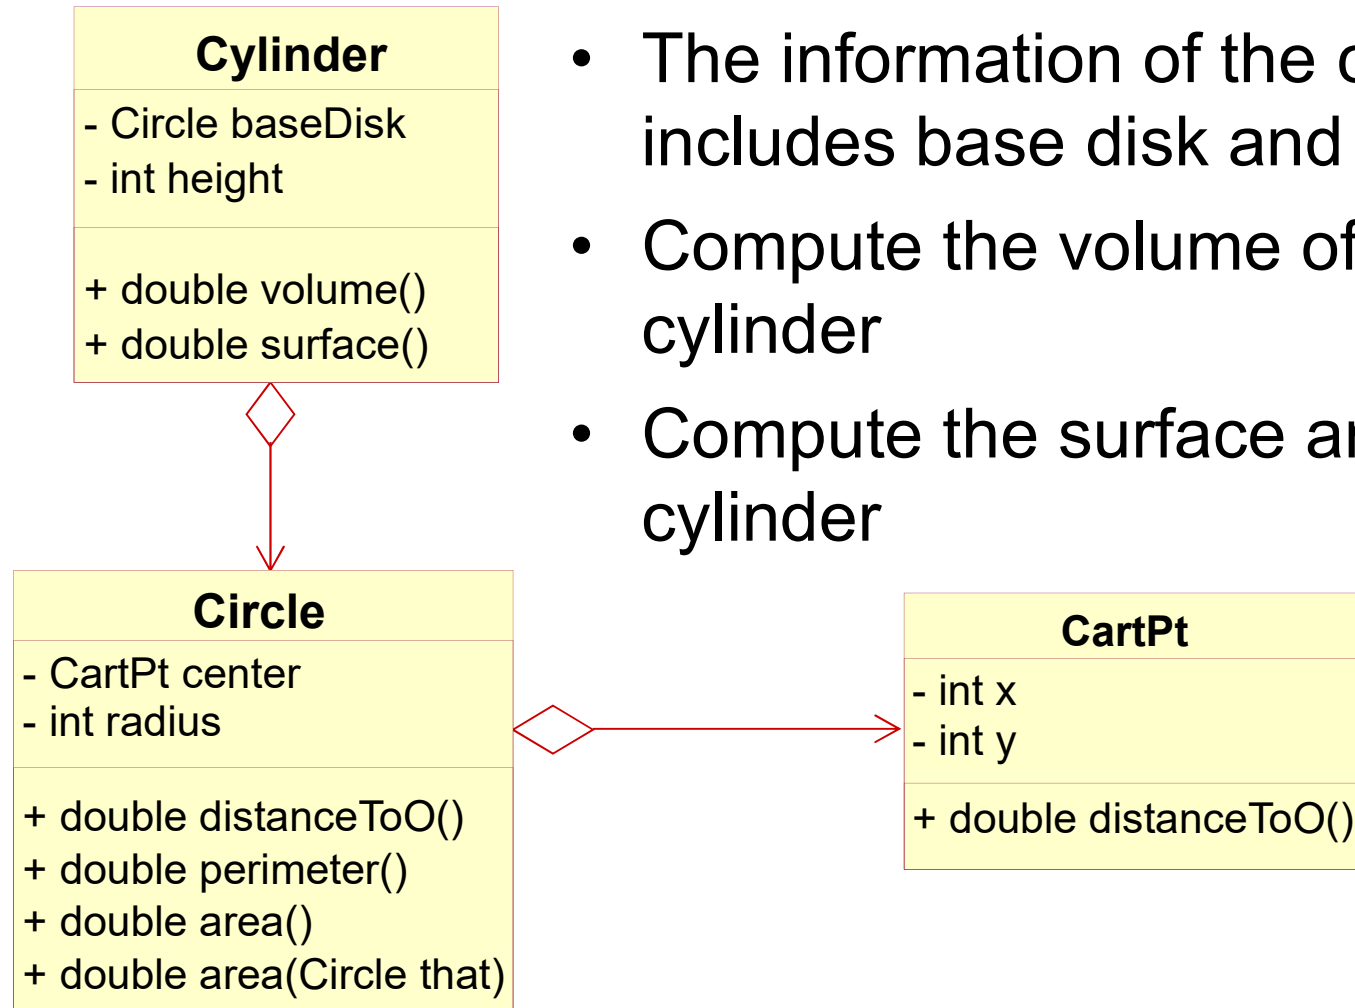 Cylinder
- Circle baseDisk
- int height
+ double volume()
+ double surface()
• The information of the
includes base disk and
• Compute the volume of
cylinder
• Compute the surface
cylinder
Circle
- CartPt center
- int radius
+ double distanceToO()
+ double perimeter()
+ double area()
+ double area(Circle that)
CartPt
- int x
- int y
+ double distanceToO()